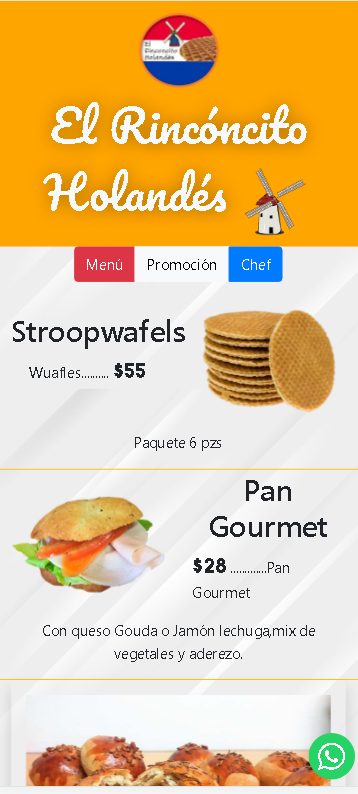 El
Rinconcito
Holandés
El Rincóncito
Holandés
Menú
Promoción
Chef
Stroopwafels
Wuafles.......... $55
Paquete 6 pzs
Pan
Gourmet
$28 .............Pan
Gourmet
Con queso Gouda o Jamón lechuga,mix de
vegetales y aderezo.